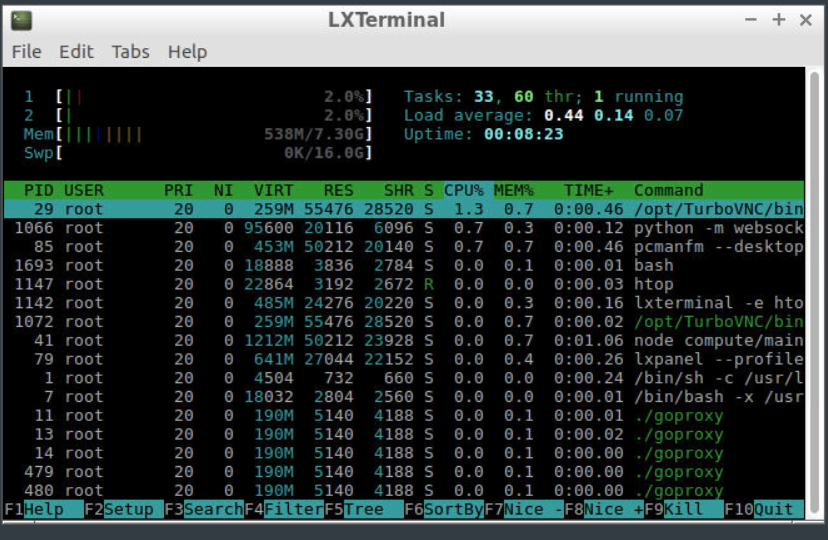 LXTerminal
File Edit Tabs Help
1 [|| 2.0%] Tasks: 33, 60 thr; 1 running
2 [| 2.0%] Load average: 0.44 0.14 0.07
Mem[|||||||| 538M/7.30G] Uptime: 00:08:23
Swp[ 0K/16.0G]
PID USER PRI NI VIRT RES SHR S CPU% MEM% TIME+ Command
29 root 20 0 259M 55476 28520 S 1.3 0.7 0:00.46 /opt/TurboVNC/bin
1066 root 20 0 95600 20116 6096 S 0.7 0.3 0:00.12 python -m websock
85 root 20 0 453M 50212 20140 S 0.7 0.7 0:00.46 pcmanfm --desktop
1693 root 20 0 18888 3836 2784 S 0.0 0.1 0:00.01 bash
1147 root 20 0 22864 3192 2672 R 0.0 0.0 0:00.03 htop
1142 root 20 0 485M 24276 20220 S 0.0 0.3 0:00.16 lxterminal -e hto
1072 root 20 0 259M 55476 28520 S 0.0 0.7 0:00.02 /opt/TurboVNC/bin
41 root 20 0 1212M 50212 23928 S 0.0 0.7 0:01.06 node compute/main
79 root 20 0 641M 27044 22152 S 0.0 0.4 0:00.26 lxpanel --profile
1 root 20 0 4504 732 660 S 0.0 0.0 0:00.24 /bin/sh -c /usr/l
7 root 20 0 18032 2804 2560 S 0.0 0.0 0:00.01 /bin/bash -x /usr
11 root 20 0 190M 5140 4188 S 0.0 0.1 0:00.01 ./goproxy
13 root 20 0 190M 5140 4188 S 0.0 0.1 0:00.02 ./goproxy
14 root 20 0 190M 5140 4188 S 0.0 0.1 0:00.00 ./goproxy
479 root 20 0 190M 5140 4188 S 0.0 0.1 0:00.00 ./goproxy
480 root 20 0 190M 5140 4188 S 0.0 0.1 0:00.00 ./goproxy
F1Help F2Setup F3SearchF4FilterF5Tree F6SortByF7Nice -F8Nice +F9Kill F10Quit